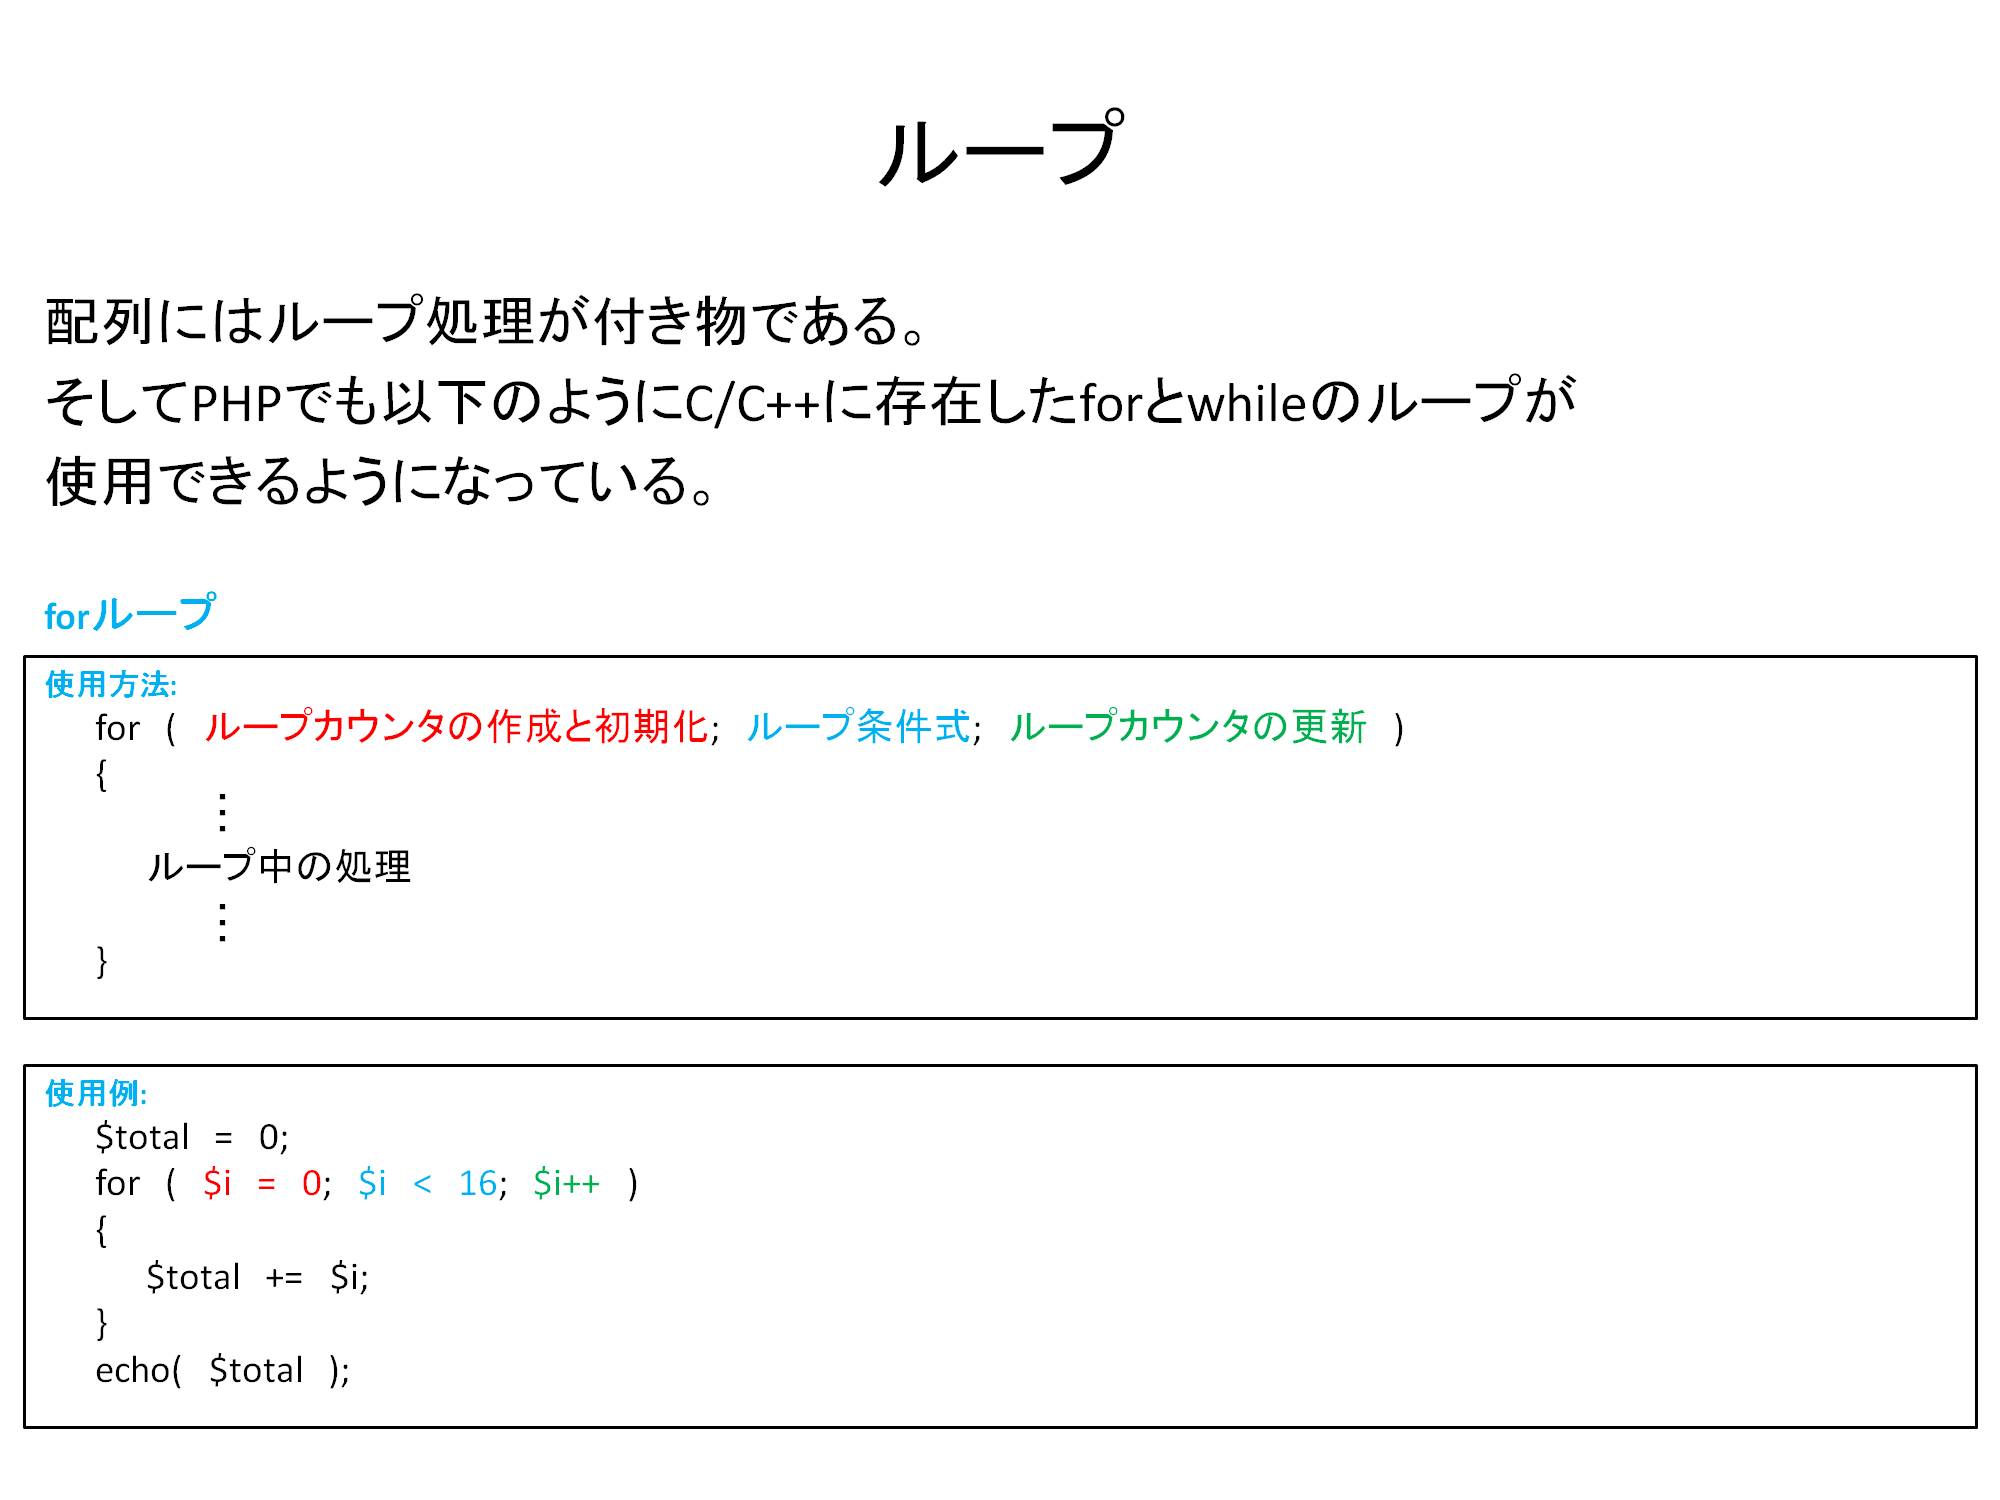 ループ
配列にはループ処理が付き物である。
そしてPHPでも以下のようにC/C++に存在したforとwhileのループが
使用できるようになっている。
forループ
使用方法:
for ( ループカウンタの作成と初期化; ループ条件式; ループカウンタの更新 )
{
⋮
ループ中の処理
⋮
}
使用例:
$total = 0;
for ( $i = 0; $i < 16; $i++ )
{
$total += $i;
}
echo( $total );